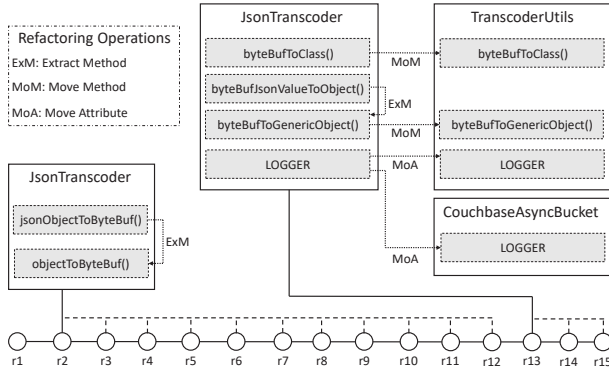 Refactoring Operations
ExM: Extract Method
MoM: Move Method
MoA: Move Attribute
JsonTranscoder
byteBufToClass()
byteBufJsonValueToObject()
byteBufToGenericObject()
LOGGER
MoM
ExM
MoM
MoA
MoA
TranscoderUtils
byteBufToClass()
byteBufToGenericObject()
LOGGER
CouchbaseAsyncBucket
LOGGER
JsonTranscoder
jsonObjectToByteBuf()
objectToByteBuf()
ExM
r1 r2 r3 r4 r5 r6 r7 r8 r9 r10 r11 r12 r13 r14 r15